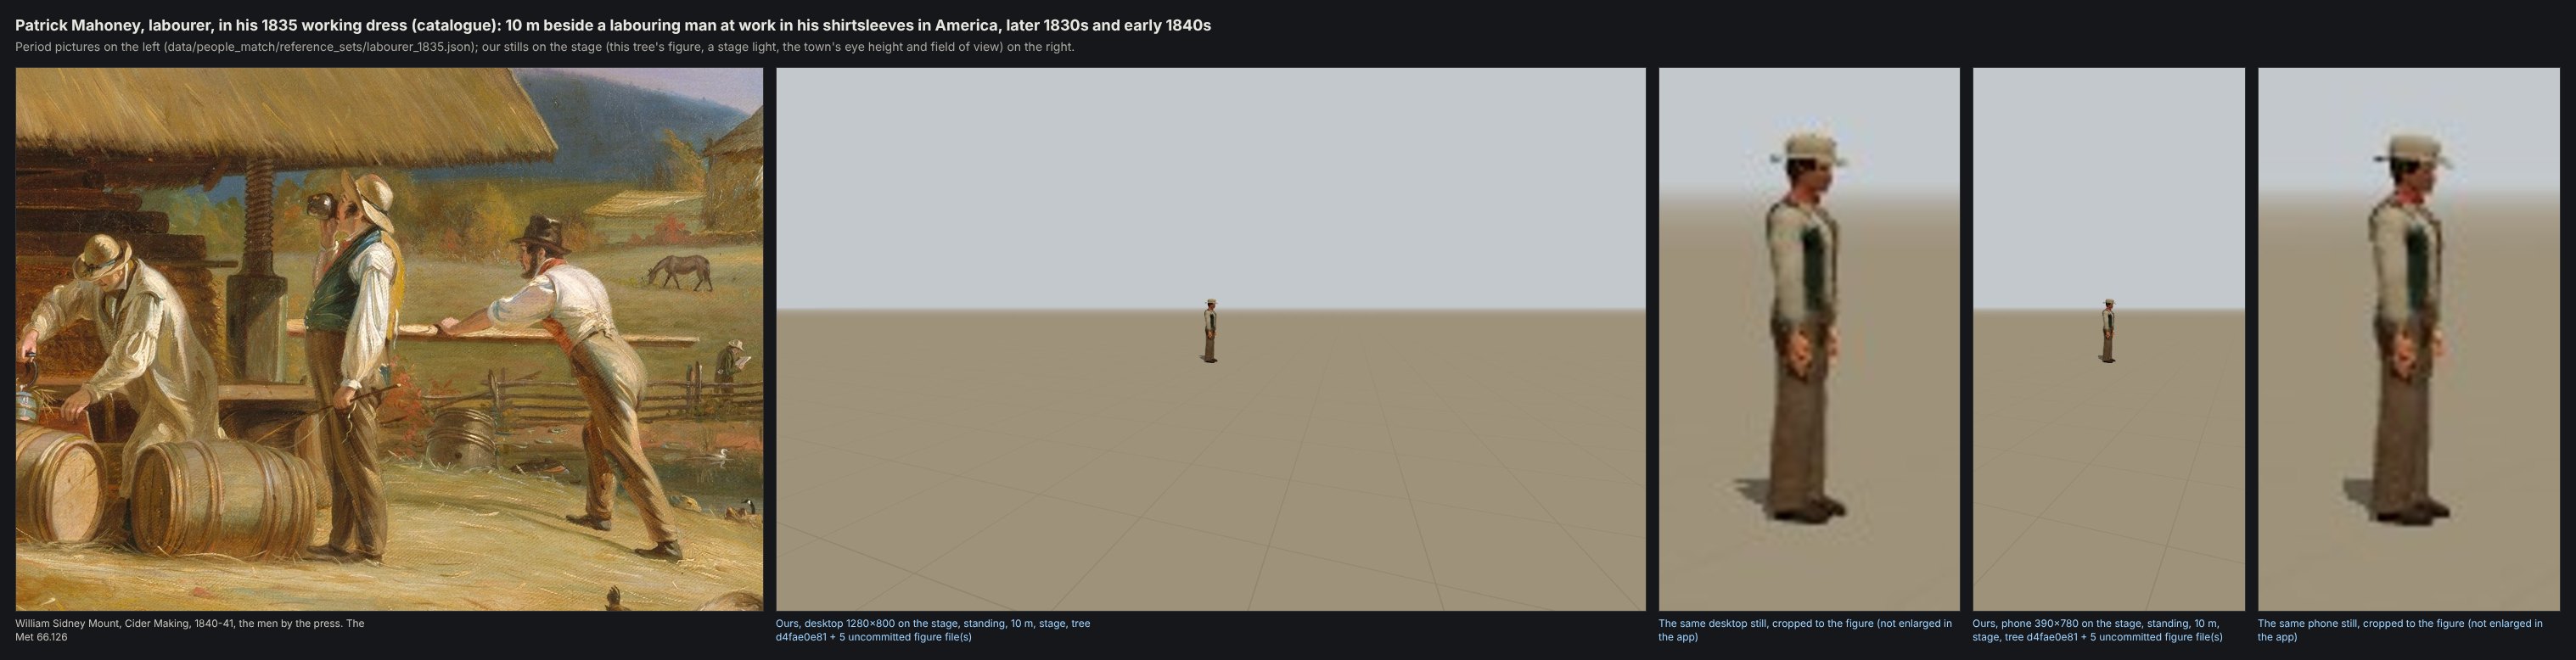 Patrick Mahoney, labourer, in his 1835 working dress (catalogue): 10 m beside a labouring man at work in his shirtsleeves in America, later 1830s and early 1840s
Period pictures on the left (data/people_match/reference_sets/labourer_1835.json); our stills on the stage (this tree's figure, a stage light, the town's eye height and field of view) on the right.
William Sidney Mount, Cider Making, 1840-41, the men by the press. The
Met 66.126
Ours, desktop 1280×800 on the stage, standing, 10 m, stage, tree
d4fae0e81 + 5 uncommitted figure file(s)
The same desktop still, cropped to the figure (not enlarged in
the app)
Ours, phone 390×780 on the stage, standing, 10 m,
stage, tree d4fae0e81 + 5 uncommitted figure file(s)
The same phone still, cropped to the figure (not enlarged in
the app)